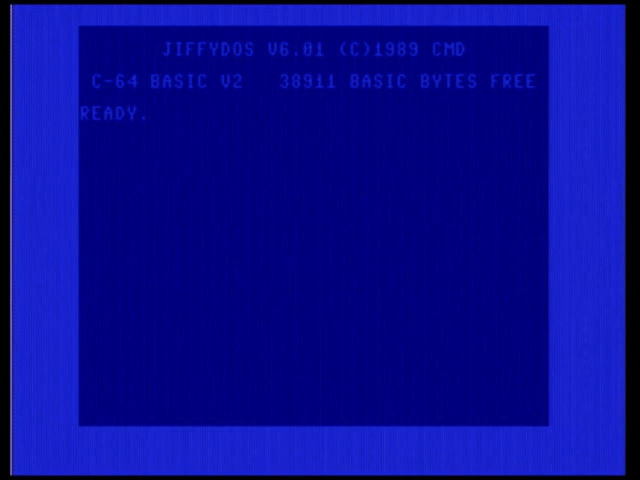 JIFFYDOS V6.01 (C)1989 CMD
C-64 BASIC V2   38911 BASIC BYTES FREE
READY.